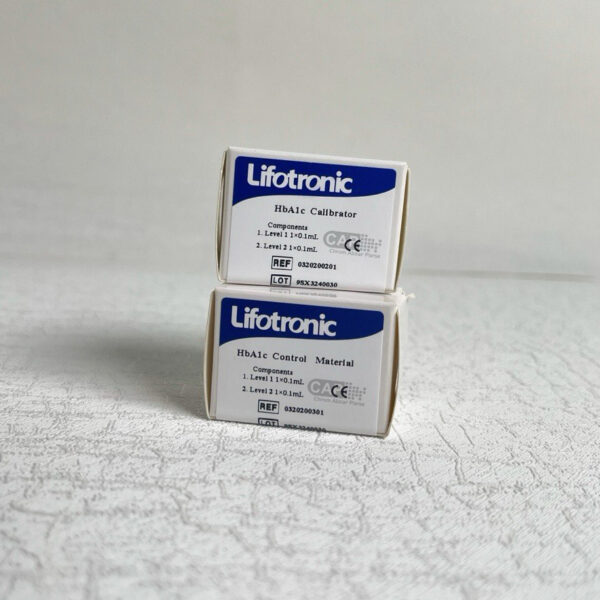 Lifotronic
HbA1c Calibrator
Components
1. Level 1 1×0.1mL
2. Level 2 1×0.1mL
CE
REF 0320200201
LOT 98X3240030
Lifotronic
HbA1c Control Material
Components
1. Level 1 1×0.1mL
2. Level 2 1×0.1mL
CE
REF 0320200301
LOT